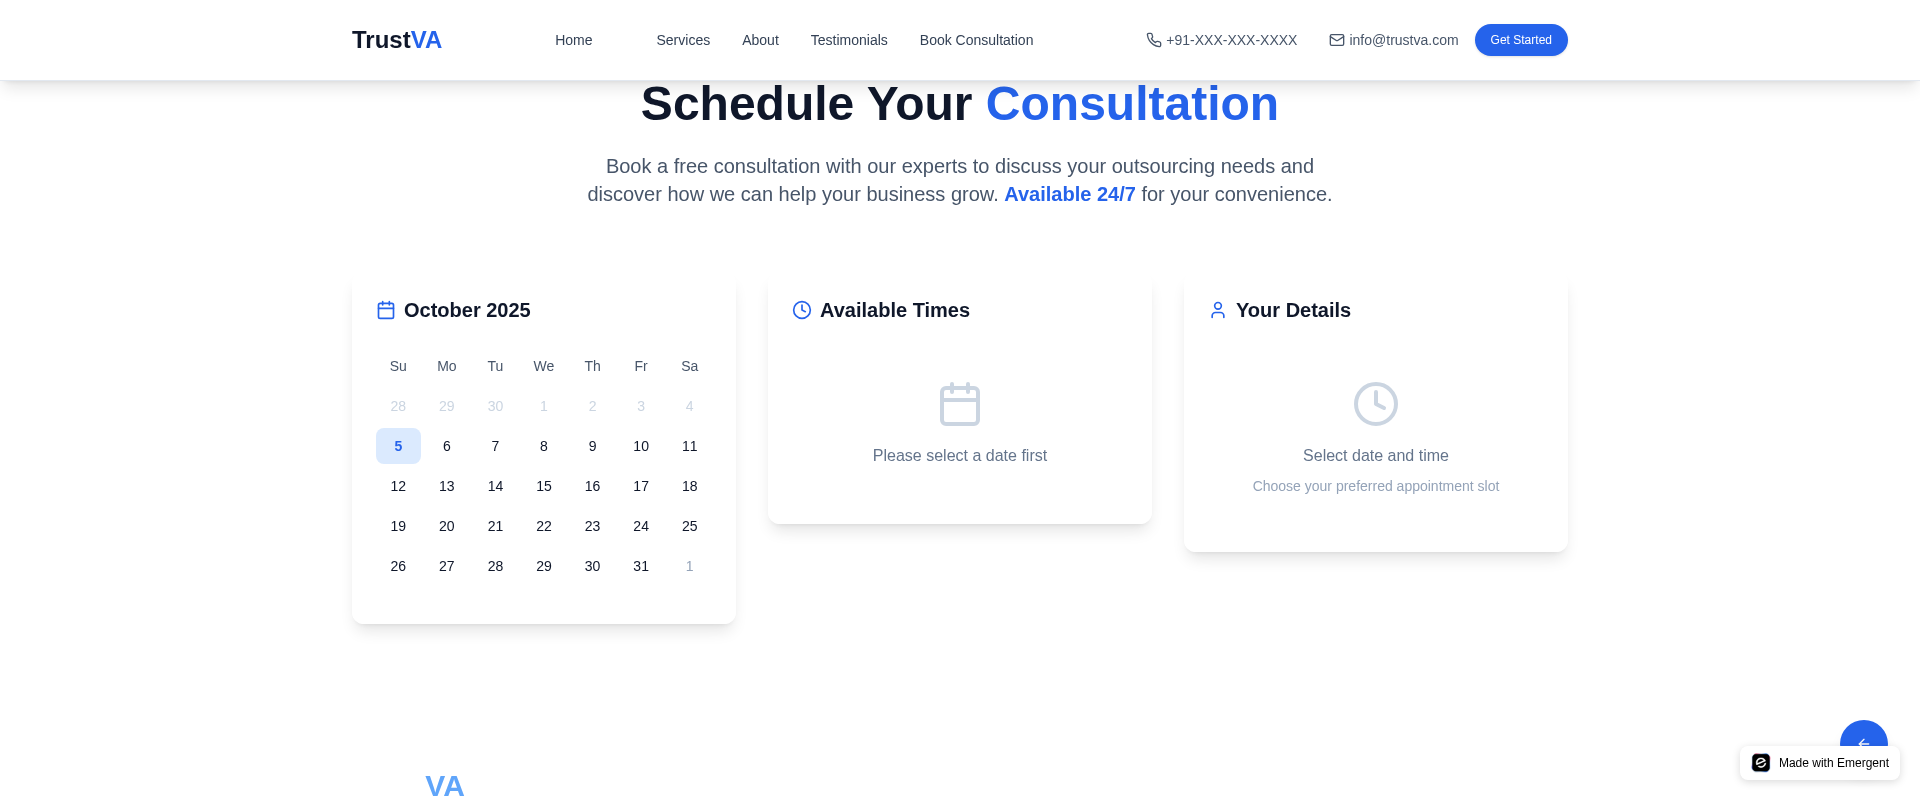 TrustVA
Home
Services
About
Testimonials
Book Consultation
+91-XXX-XXX-XXXX
info@trustva.com
Get Started
Schedule Your Consultation
Book a free consultation with our experts to discuss your outsourcing needs and
discover how we can help your business grow. Available 24/7 for your convenience.
October 2025
Su Mo Tu We Th Fr Sa
28 29 30 1 2 3 4
5 6 7 8 9 10 11
12 13 14 15 16 17 18
19 20 21 22 23 24 25
26 27 28 29 30 31 1
Available Times
Please select a date first
Your Details
Select date and time
Choose your preferred appointment slot
VA
Made with Emergent